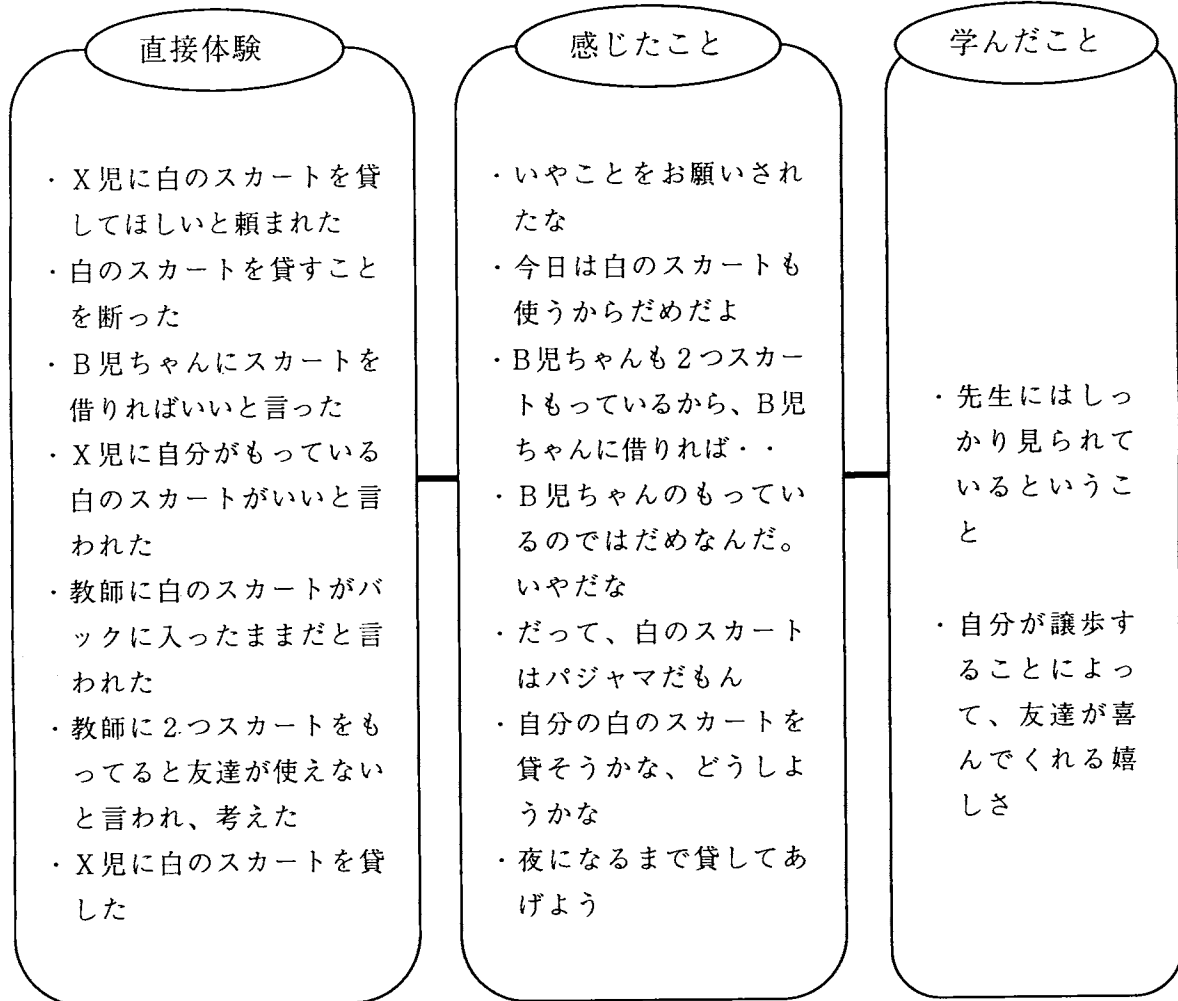 直接体験
・X児に白のスカートを貸
してほしいと頼まれた
・白のスカートを貸すこと
を断った
・B児ちゃんにスカートを
借りればいいと言った
・X児に自分がもっている
白のスカートがいいと言
われた
・教師に白のスカートがバ
ックに入ったままだと言
われた
・教師に2つスカートをも
ってると友達が使えない
と言われ、考えた
・X児に白のスカートを貸
した
感じたこと
・いやことをお願いされ
たな
・今日は白のスカートも
使うからだめだよ
・B児ちゃんも2つスカー
トもっているから、B児
ちゃんに借りれば・・
・B児ちゃんのもってい
るのではだめなんだ。
いやだな
・だって、白のスカート
はパジャマだもん
・自分の白のスカートを
貸そうかな、どうしよ
うかな
・夜になるまで貸してあ
げよう
学んだこと
・先生にはしっ
かり見られて
いるというこ
と
・自分が譲歩す
ることによっ
て、友達が喜
んでくれる嬉
しさ